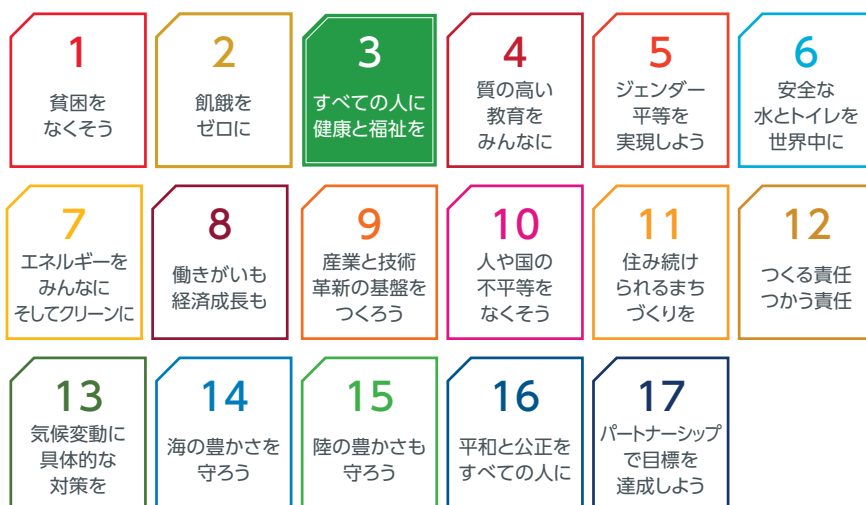 1
貧困を
なくそう
2
飢餓を
ゼロに
3
すべての人に
健康と福祉を
4
質の高い
教育を
みんなに
5
ジェンダー
平等を
実現しよう
6
安全な
水とトイレを
世界中に
7
エネルギーを
みんなに
そしてクリーンに
8
働きがいも
経済成長も
9
産業と技術
革新の基盤を
つくろう
10
人や国の
不平等を
なくそう
11
住み続け
られるまち
づくりを
12
つくる責任
つかう責任
13
気候変動に
具体的な
対策を
14
海の豊かさを
守ろう
15
陸の豊かさも
守ろう
16
平和と公正を
すべての人に
17
パートナーシップ
で目標を
達成しよう